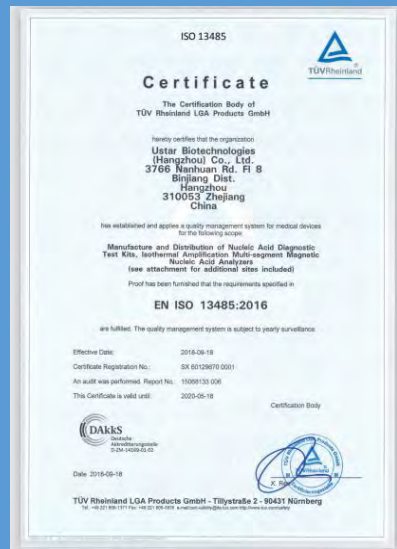 ISO 13485
TÜVRheinland
Certificate
The Certification Body of
TÜV Rheinland LGA Products GmbH
hereby certifies that the organization
Ustar Biotechnologies
(Hangzhou) Co., Ltd.
3766 Nanhuan Rd. Fl 8
Binjiang Dist.
Hangzhou
310053 Zhejiang
China
has established and applies a quality management system for medical devices
for the following scope:
Manufacture and Distribution of Nucleic Acid Diagnostic
Test Kits, Isothermal Amplification Multi-segment Magnetic
Nucleic Acid Analyzers
(see attachment for additional sites included)
Proof has been furnished that the requirements specified in
EN ISO 13485:2016
are fulfilled. The quality management system is subject to yearly surveillance.
Effective Date: 2018-09-18
Certificate Registration No.: SX 60129870 0001
An audit was performed. Report No.: 15068133 006
This Certificate is valid until: 2020-05-18
Certification Body
DAkkS
Deutsche
Akkreditierungsstelle
Date 2018-09-18
TÜV Rheinland LGA Products GmbH - Tillystraße 2 - 90431 Nürnberg